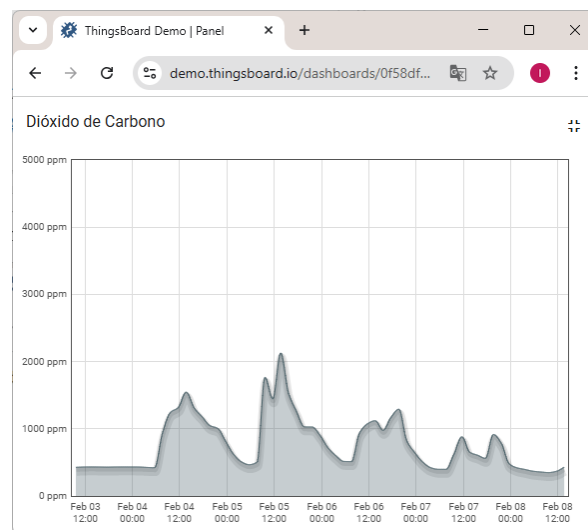 ThingsBoard Demo | Panel
demo.thingsboard.io/dashboards/0f58df...
I
Dióxido de Carbono
5000 ppm
4000 ppm
3000 ppm
2000 ppm
1000 ppm
0 ppm
Feb 03 Feb 04 Feb 04 Feb 05 Feb 05 Feb 06 Feb 06 Feb 07 Feb 07 Feb 08 Feb 08
12:00 00:00 12:00 00:00 12:00 00:00 12:00 00:00 12:00 00:00 12:00